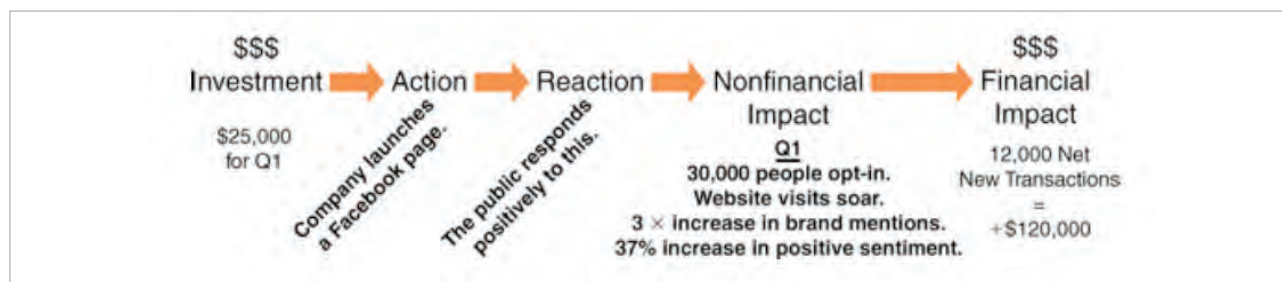 $$$
Investment
$25,000
for Q1
Action
Company launches
a Facebook page.
Reaction
The public responds
positively to this.
Nonfinancial
Impact
Q1
30,000 people opt-in.
Website visits soar.
3 × increase in brand mentions.
37% increase in positive sentiment.
$$$
Financial
Impact
12,000 Net
New Transactions
=
+$120,000